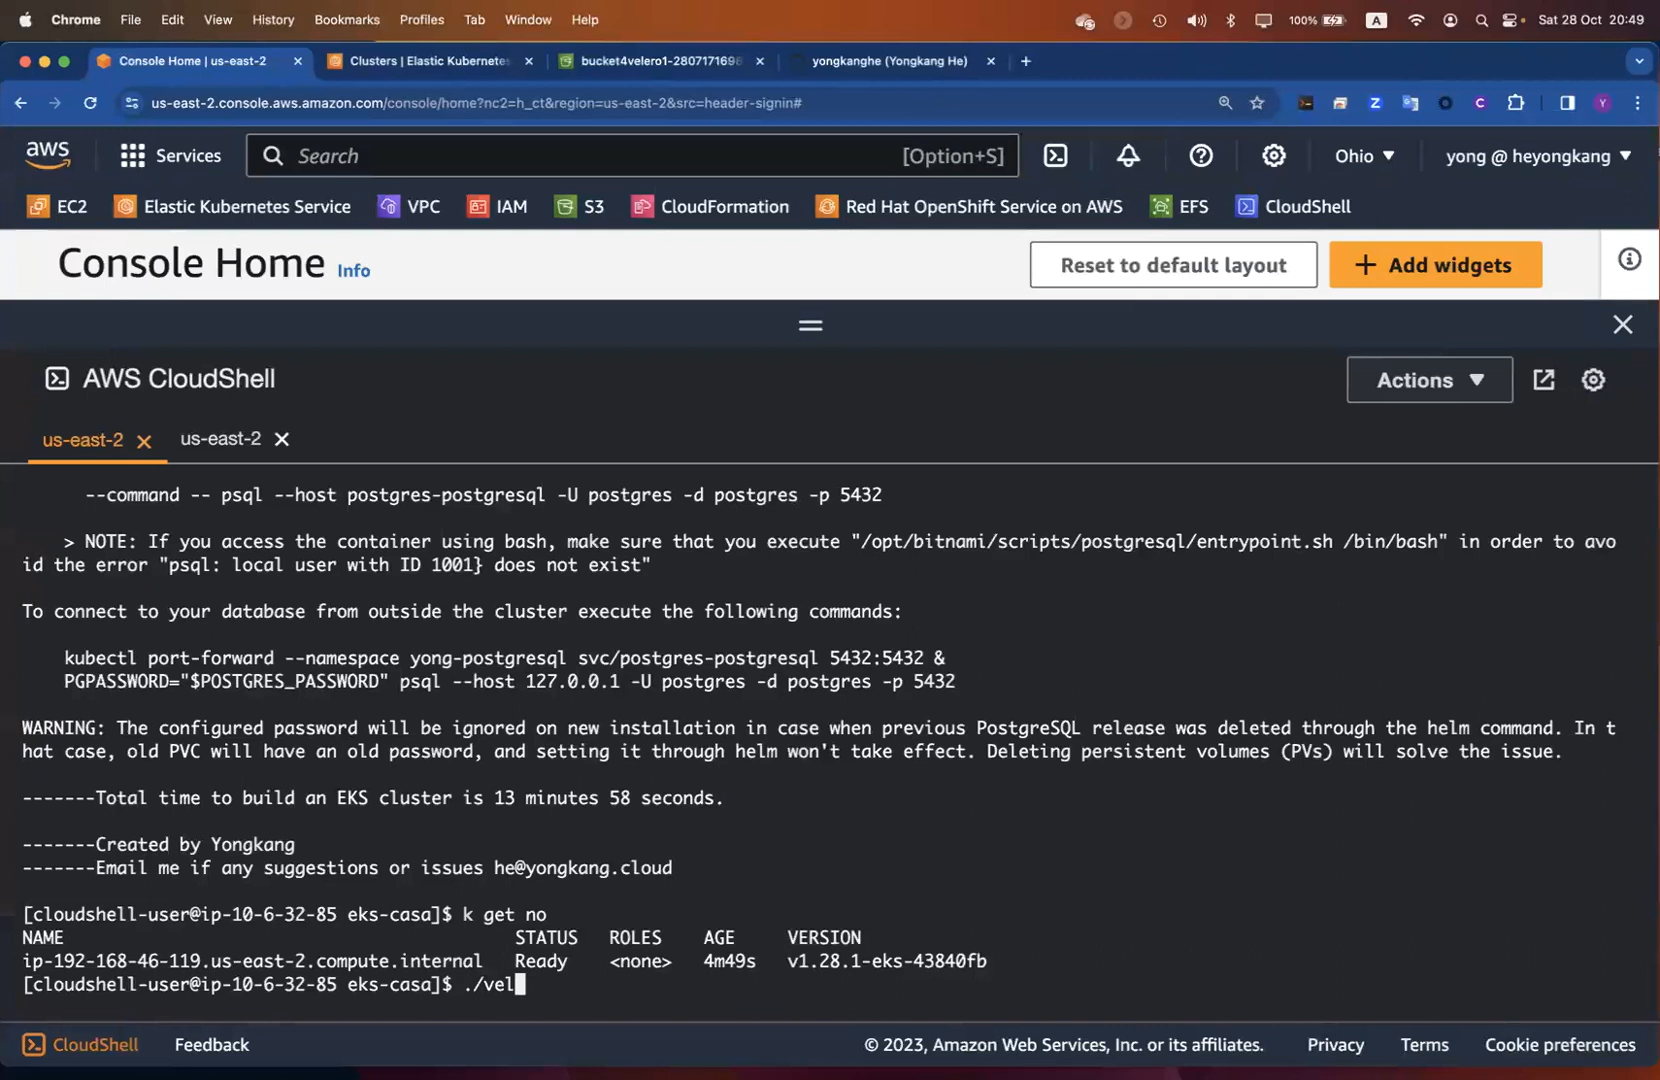 Chrome File Edit View History Bookmarks Profiles Tab Window Help 100% A Sat 28 Oct 20:49
Console Home | us-east-2 Clusters | Elastic Kubernetes bucket4velero1-2807171698 yongkanghe (Yongkang He)
us-east-2.console.aws.amazon.com/console/home?nc2=h_ct&region=us-east-2&src=header-signin#
aws Services Search [Option+S] Ohio yong @ heyongkang
EC2 Elastic Kubernetes Service VPC IAM S3 CloudFormation Red Hat OpenShift Service on AWS EFS CloudShell
Console Home Info Reset to default layout + Add widgets
AWS CloudShell Actions
us-east-2 us-east-2
--command -- psql --host postgres-postgresql -U postgres -d postgres -p 5432
> NOTE: If you access the container using bash, make sure that you execute "/opt/bitnami/scripts/postgresql/entrypoint.sh /bin/bash" in order to avo
id the error "psql: local user with ID 1001} does not exist"
To connect to your database from outside the cluster execute the following commands:
kubectl port-forward --namespace yong-postgresql svc/postgres-postgresql 5432:5432 &
PGPASSWORD="$POSTGRES_PASSWORD" psql --host 127.0.0.1 -U postgres -d postgres -p 5432
WARNING: The configured password will be ignored on new installation in case when previous PostgreSQL release was deleted through the helm command. In t
hat case, old PVC will have an old password, and setting it through helm won't take effect. Deleting persistent volumes (PVs) will solve the issue.
-------Total time to build an EKS cluster is 13 minutes 58 seconds.
-------Created by Yongkang
-------Email me if any suggestions or issues he@yongkang.cloud
[cloudshell-user@ip-10-6-32-85 eks-casa]$ k get no
NAME STATUS ROLES AGE VERSION
ip-192-168-46-119.us-east-2.compute.internal Ready <none> 4m49s v1.28.1-eks-43840fb
[cloudshell-user@ip-10-6-32-85 eks-casa]$ ./vel
CloudShell Feedback © 2023, Amazon Web Services, Inc. or its affiliates. Privacy Terms Cookie preferences